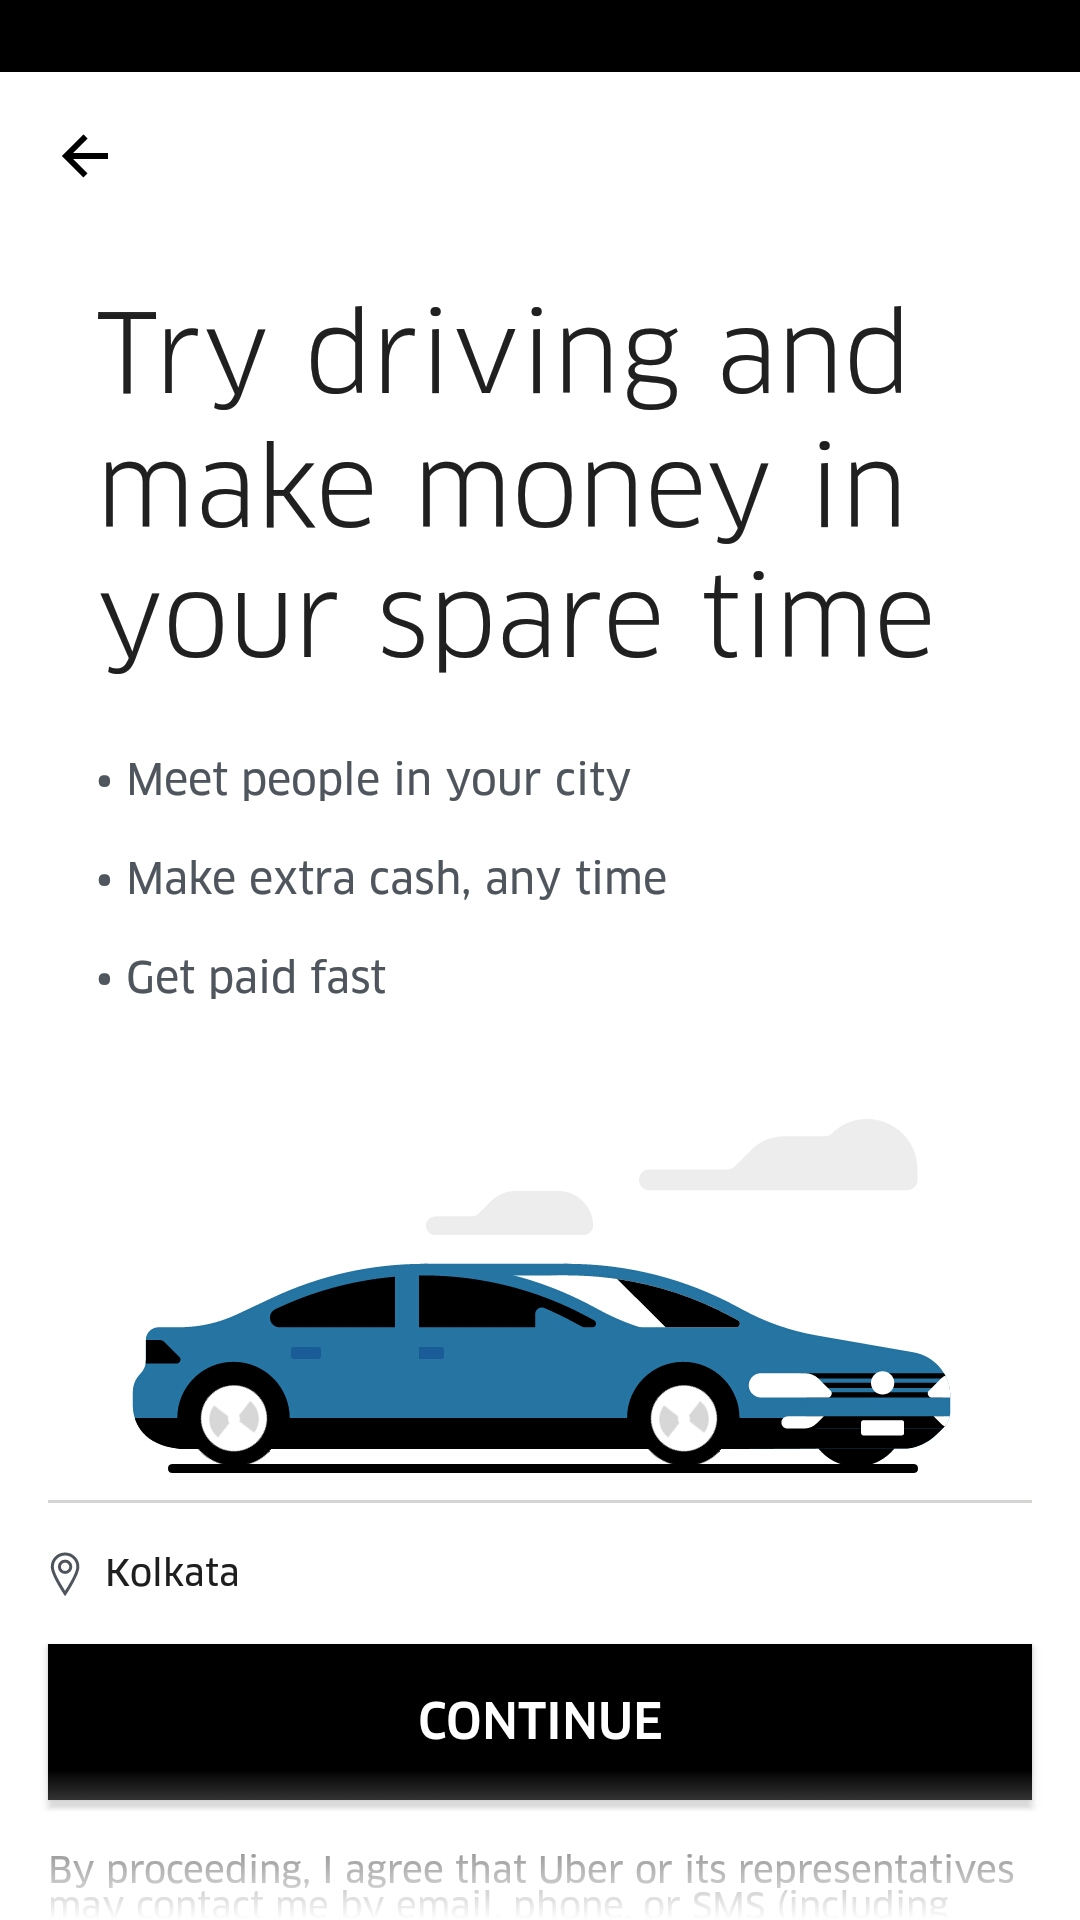 Try driving and
make money in
your spare time
• Meet people in your city
• Make extra cash, any time
• Get paid fast
Kolkata
CONTINUE
By proceeding, I agree that Uber or its representatives
may contact me by email, phone, or SMS (including